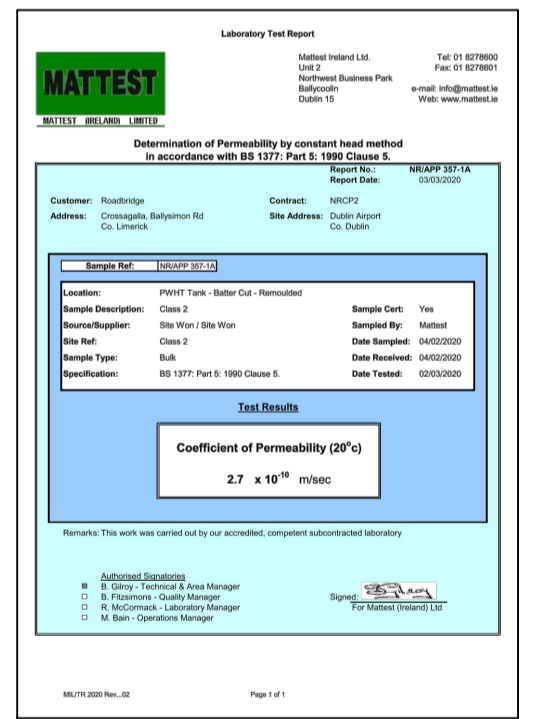 Laboratory Test Report
MATTEST
MATTEST (IRELAND) LIMITED
Mattest Ireland Ltd.
Unit 2
Northwest Business Park
Ballycoolin
Dublin 15
Tel: 01 8278600
Fax: 01 8278601
e-mail: info@mattest.ie
Web: www.mattest.ie
Determination of Permeability by constant head method
in accordance with BS 1377: Part 5: 1990 Clause 5.
Report No.: NR/APP 357-1A
Report Date: 03/03/2020
Customer: Roadbridge Contract: NRCP2
Address: Crossagalla, Ballysimon Rd Site Address: Dublin Airport
Co. Limerick Co. Dublin
Sample Ref: NR/APP 357-1A
Location: PWHT Tank - Batter Cut - Remoulded
Sample Description: Class 2 Sample Cert: Yes
Source/Supplier: Site Won / Site Won Sampled By: Mattest
Site Ref: Class 2 Date Sampled: 04/02/2020
Sample Type: Bulk Date Received: 04/02/2020
Specification: BS 1377: Part 5: 1990 Clause 5. Date Tested: 02/03/2020
Test Results
Coefficient of Permeability (20°c)
2.7 x 10⁻¹⁰ m/sec
Remarks: This work was carried out by our accredited, competent subcontracted laboratory
Authorised Signatories
B. Gilroy - Technical & Area Manager
B. Fitzsimons - Quality Manager
R. McCormack - Laboratory Manager
M. Bain - Operations Manager
Signed:
For Mattest (Ireland) Ltd
MIL/TR 2020 Rev...02 Page 1 of 1